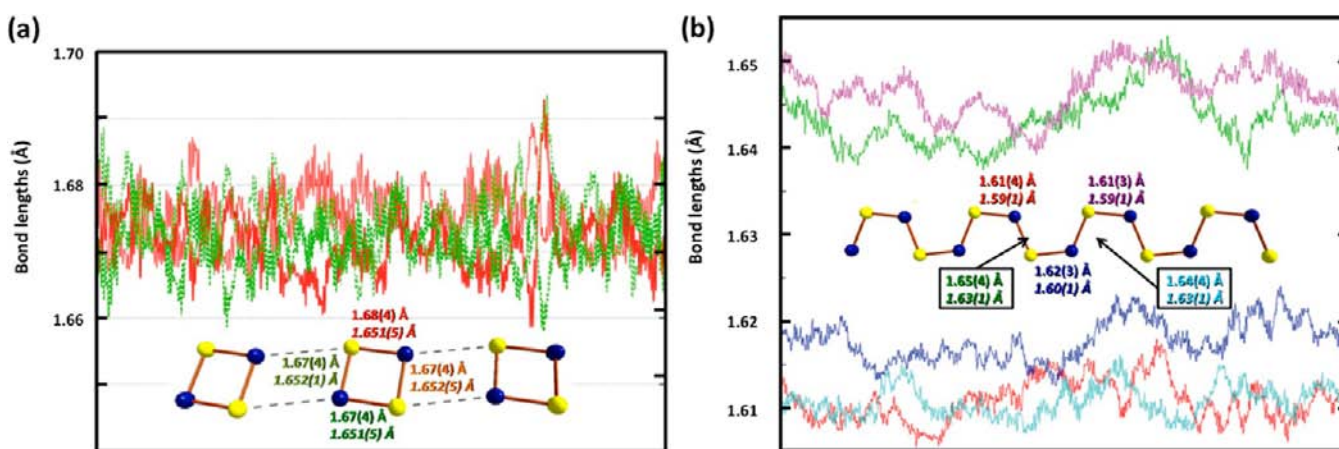 (a)
1.70
1.68
1.66
Bond lengths (Å)
1.68(4) Å
1.651(5) Å
1.67(4) Å
1.652(1) Å
1.67(4) Å
1.652(5) Å
1.67(4) Å
1.651(5) Å
(b)
1.65
1.64
1.63
1.62
1.61
Bond lengths (Å)
1.61(4) Å
1.59(1) Å
1.61(3) Å
1.59(1) Å
1.65(4) Å
1.63(1) Å
1.62(3) Å
1.60(1) Å
1.64(4) Å
1.63(1) Å